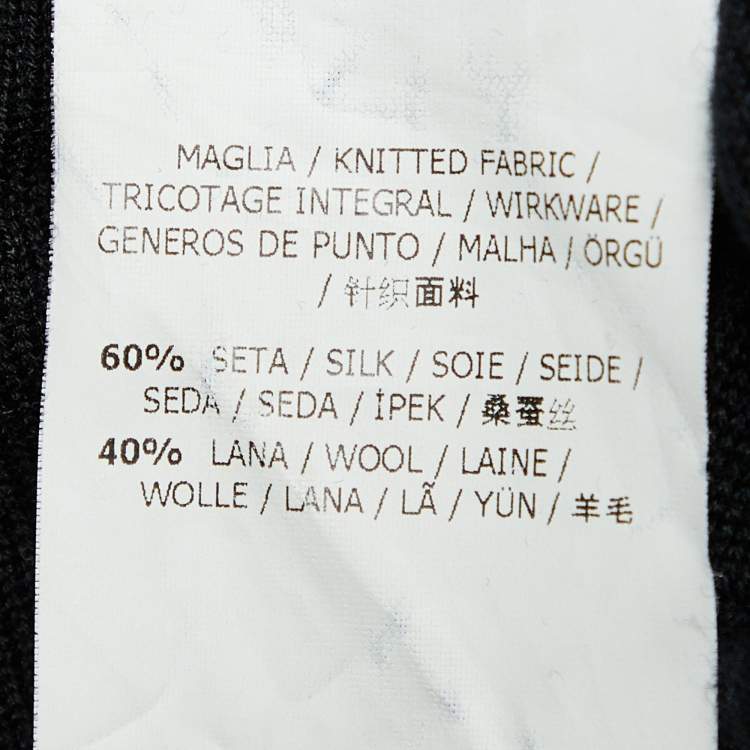 MAGLIA / KNITTED FABRIC /
TRICOTAGE INTEGRAL / WIRKWARE /
GENEROS DE PUNTO / MALHA / ÖRGÜ
/ 针织面料
60% SETA / SILK / SOIE / SEIDE /
SEDA / SEDA / İPEK / 桑蚕丝
40% LANA / WOOL / LAINE /
WOLLE / LANA / LÃ / YÜN / 羊毛